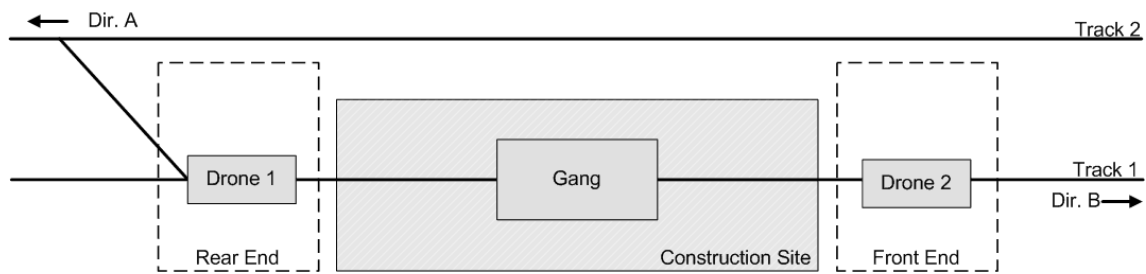 Dir. A
Track 2
Drone 1
Gang
Drone 2
Track 1
Dir. B
Rear End
Construction Site
Front End